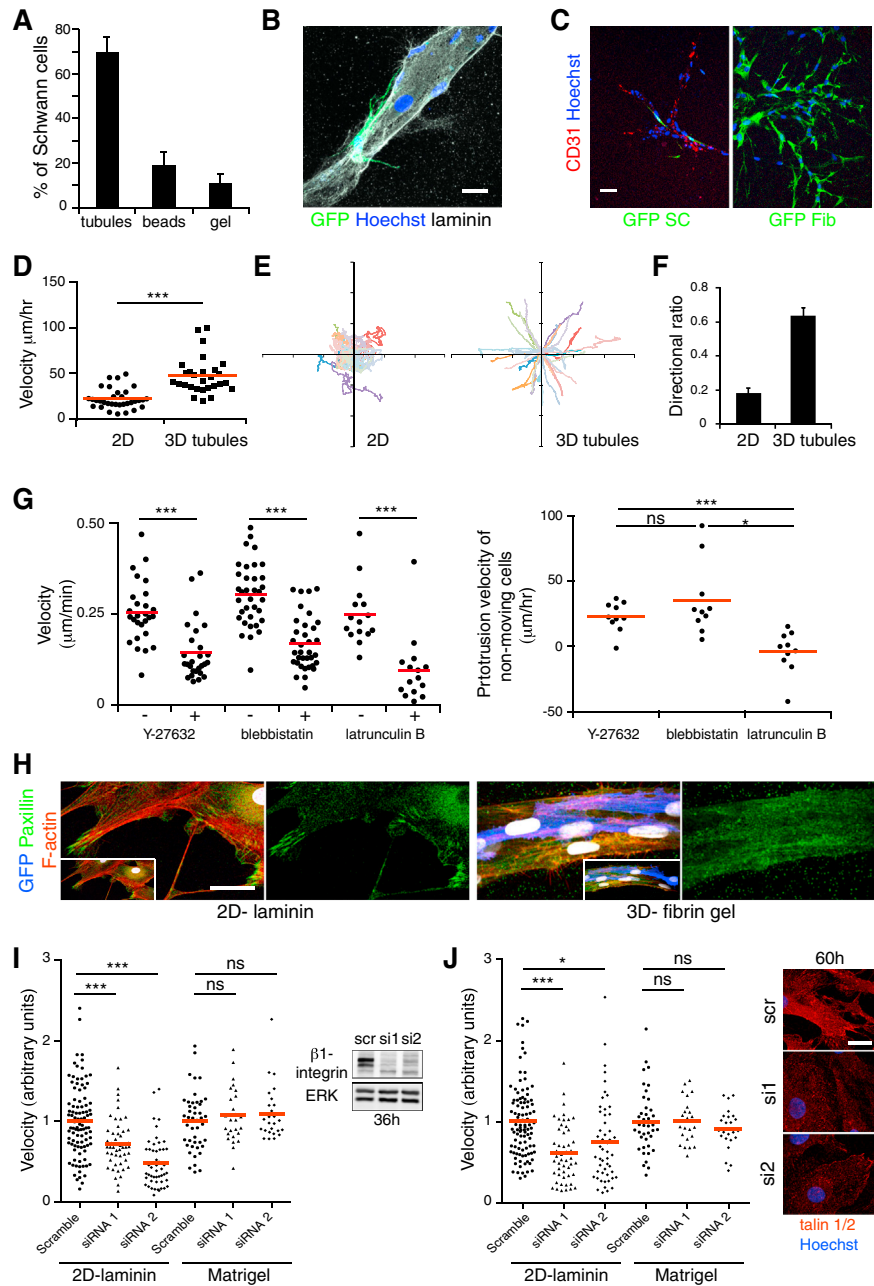 A
% of Schwann cells
80
60
40
20
0
tubules beads gel
B
GFP Hoechst laminin
C
CD31 Hoechst
GFP SC GFP Fib
D
Velocity μm/hr
150
100
50
0
***
2D 3D tubules
E
2D
3D tubules
F
Directional ratio
0.8
0.6
0.4
0.2
0
2D 3D tubules
G
Velocity
(μm/min)
0.50
0.25
0
*** *** ***
- + - + - +
Y-27632 blebbistatin latrunculin B
Prtotrusion velocity of
non-moving cells
(μm/hr)
100
50
0
-50
***
ns *
Y-27632 blebbistatin latrunculin B
H
GFP Paxillin
F-actin
2D- laminin
3D- fibrin gel
I
Velocity (arbitrary units)
3
2
1
0
***
***
ns
ns
Scramble siRNA 1 siRNA 2 Scramble siRNA 1 siRNA 2
2D-laminin Matrigel
scr si1 si2
β1-
integrin
ERK
36h
J
Velocity (arbitrary units)
3
2
1
0
*
***
ns
ns
Scramble siRNA 1 siRNA 2 Scramble siRNA 1 siRNA 2
2D-laminin Matrigel
60h
scr
si1
si2
talin 1/2
Hoechst